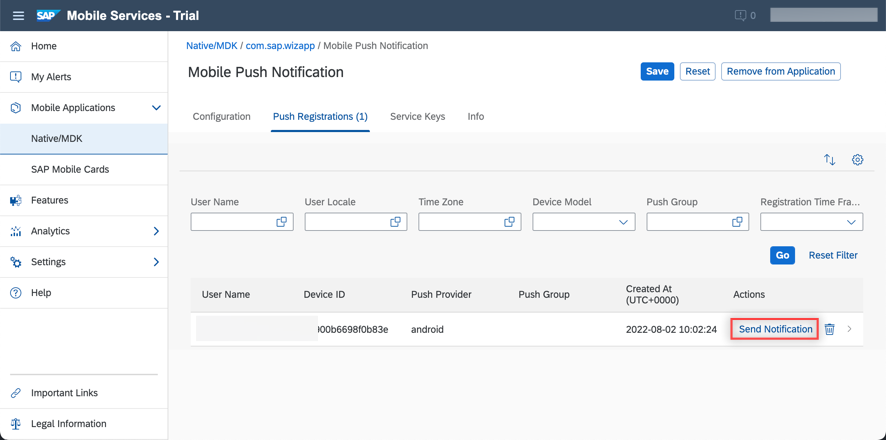 SAP Mobile Services - Trial
0
Home
My Alerts
Mobile Applications
Native/MDK
SAP Mobile Cards
Features
Analytics
Settings
Help
Important Links
Legal Information
Native/MDK / com.sap.wizapp / Mobile Push Notification
Mobile Push Notification
Save
Reset
Remove from Application
Configuration
Push Registrations (1)
Service Keys
Info
User Name
User Locale
Time Zone
Device Model
Push Group
Registration Time Fra...
Go
Reset Filter
User Name
Device ID
Push Provider
Push Group
Created At
(UTC+0000)
Actions
00b6698f0b83e
android
2022-08-02 10:02:24
Send Notification